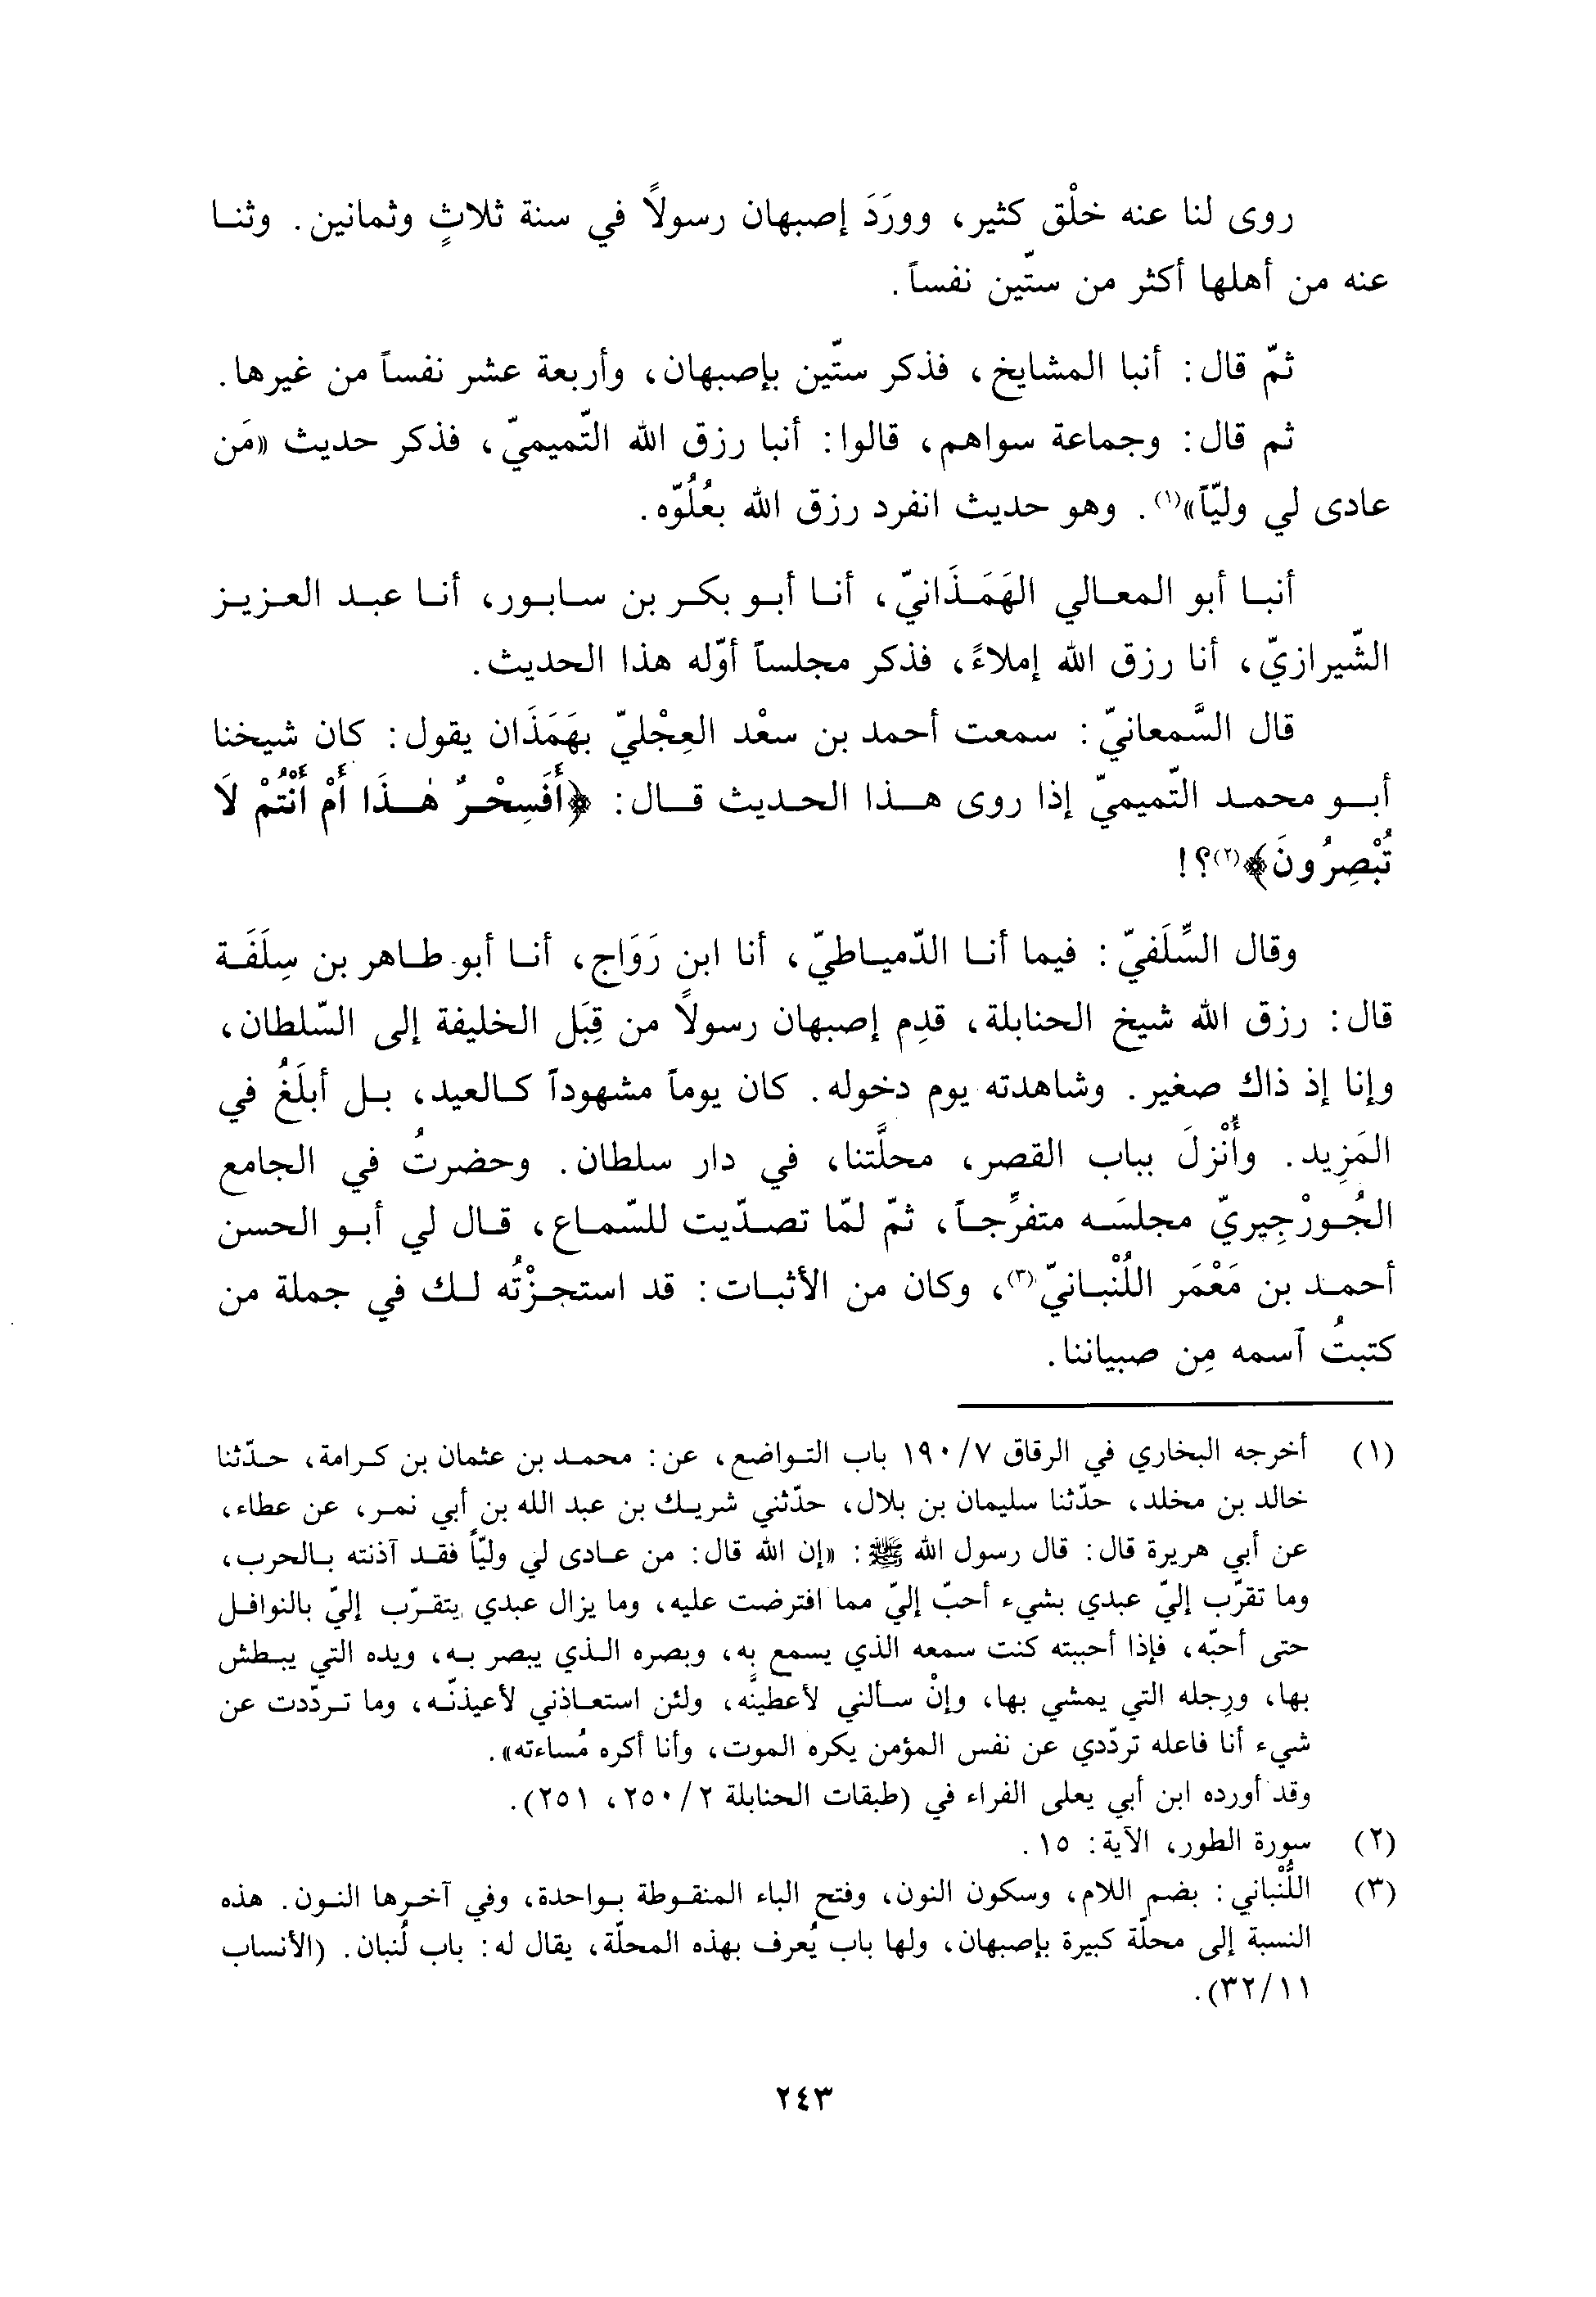 روى لنا عنه خلْق كثير، وورَدَ إصبهان رسولاً في سنة ثلاثٍ وثمانين. وثنا
عنه من أهلها أكثر من ستّين نفساً.
ثمّ قال: أنبا المشايخ، فذكر ستّين بإصبهان، وأربعة عشر نفساً من غيرها.
ثم قال: وجماعة سواهم، قالوا: أنبا رزق الله التّميميّ، فذكر حديث «مَن
عادى لي وليّاً»(١). وهو حديث انفرد رزق الله بعُلُوّه.
أنبا أبو المعالي الهَمَذَانيّ، أنا أبو بكر بن سابور، أنا عبد العزيز
الشّيرازيّ، أنا رزق الله إملاءً، فذكر مجلساً أوّله هذا الحديث.
قال السَّمعانيّ: سمعت أحمد بن سعْد العِجْليّ بهَمَذَان يقول: كان شيخنا
أبو محمد التّميميّ إذا روى هذا الحديث قال: ﴿أَفَسِحْرٌ هٰذَا أَمْ أَنْتُمْ لَا
تُبْصِرُونَ﴾(٢)؟!
وقال السِّلَفيّ: فيما أنا الدّمياطيّ، أنا ابن رَوَاج، أنا أبو طاهر بن سِلَفَة
قال: رزق الله شيخ الحنابلة، قدِم إصبهان رسولاً من قِبَل الخليفة إلى السّلطان،
وإنا إذ ذاك صغير. وشاهدته يوم دخوله. كان يوماً مشهوداً كالعيد، بل أبلَغُ في
المَزِيد. وأُنْزلَ بباب القصر، محلَّتنا، في دار سلطان. وحضرتُ في الجامع
الجُورْجِيريّ مجلسَه متفرِّجاً، ثمّ لمّا تصدّيت للسّماع، قال لي أبو الحسن
أحمد بن مَعْمَر اللُنْبانيّ(٣)، وكان من الأثبات: قد استجزْتُه لك في جملة من
كتبتُ آسمه مِن صبياننا.
(١) أخرجه البخاري في الرقاق ١٩٠/٧ باب التواضع، عن: محمد بن عثمان بن كرامة، حدّثنا
خالد بن مخلد، حدّثنا سليمان بن بلال، حدّثني شريك بن عبد الله بن أبي نمر، عن عطاء،
عن أبي هريرة قال: قال رسول الله ﷺ: «إن الله قال: من عادى لي وليّاً فقد آذنته بالحرب،
وما تقرّب إليّ عبدي بشيء أحبّ إليّ مما افترضت عليه، وما يزال عبدي يتقرّب إليّ بالنوافل
حتى أحبّه، فإذا أحببته كنت سمعه الذي يسمع به، وبصره الذي يبصر به، ويده التي يبطش
بها، ورِجله التي يمشي بها، وإنْ سألني لأعطينّه، ولئن استعاذني لأعيذنّه، وما تردّدت عن
شيء أنا فاعله تردّدي عن نفس المؤمن يكره الموت، وأنا أكره مُساءته».
وقد أورده ابن أبي يعلى الفراء في (طبقات الحنابلة ٢٥٠/٢، ٢٥١).
(٢) سورة الطور، الآية: ١٥.
(٣) اللُّنْباني: بضم اللام، وسكون النون، وفتح الباء المنقوطة بواحدة، وفي آخرها النون. هذه
النسبة إلى محلّة كبيرة بإصبهان، ولها باب يُعرف بهذه المحلّة، يقال له: باب لُنبان. (الأنساب
٣٢/١١).
٢٤٣